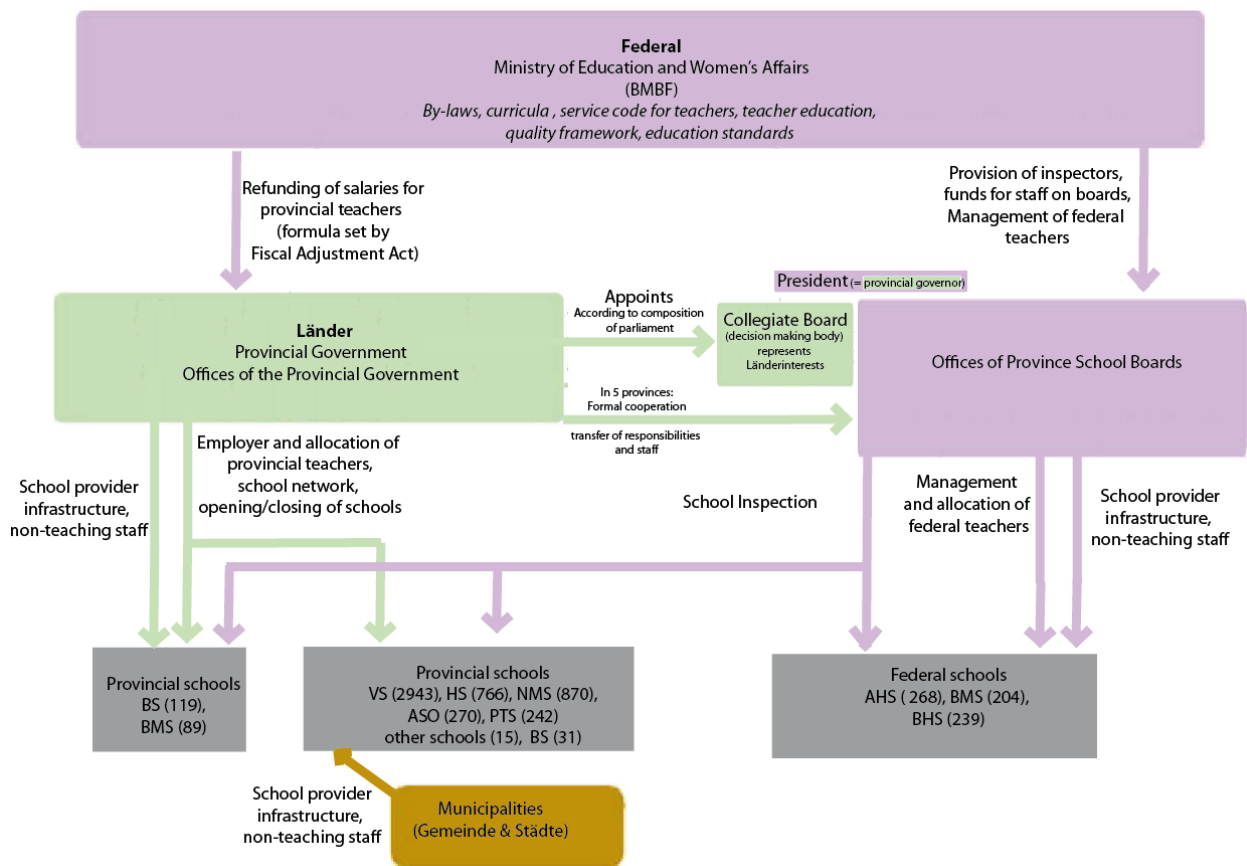 Federal
Ministry of Education and Women's Affairs
(BMBF)
By-laws, curricula , service code for teachers, teacher education,
quality framework, education standards
Refunding of salaries for
provincial teachers
(formula set by
Fiscal Adjustment Act)
Provision of inspectors,
funds for staff on boards,
Management of federal
teachers
President (= provincial governor)
Länder
Provincial Government
Offices of the Provincial Government
Appoints
According to composition
of parliament
Collegiate Board
(decision making body)
represents
Länderinterests
Offices of Province School Boards
In 5 provinces:
Formal cooperation
transfer of responsibilities
and staff
School provider
infrastructure,
non-teaching staff
Employer and allocation of
provincial teachers,
school network,
opening/closing of schools
School Inspection
Management
and allocation of
federal teachers
School provider
infrastructure,
non-teaching staff
Provincial schools
BS (119),
BMS (89)
Provincial schools
VS (2943), HS (766), NMS (870),
ASO (270), PTS (242)
other schools (15), BS (31)
Federal schools
AHS ( 268), BMS (204),
BHS (239)
School provider
infrastructure,
non-teaching staff
Municipalities
(Gemeinde & Städte)